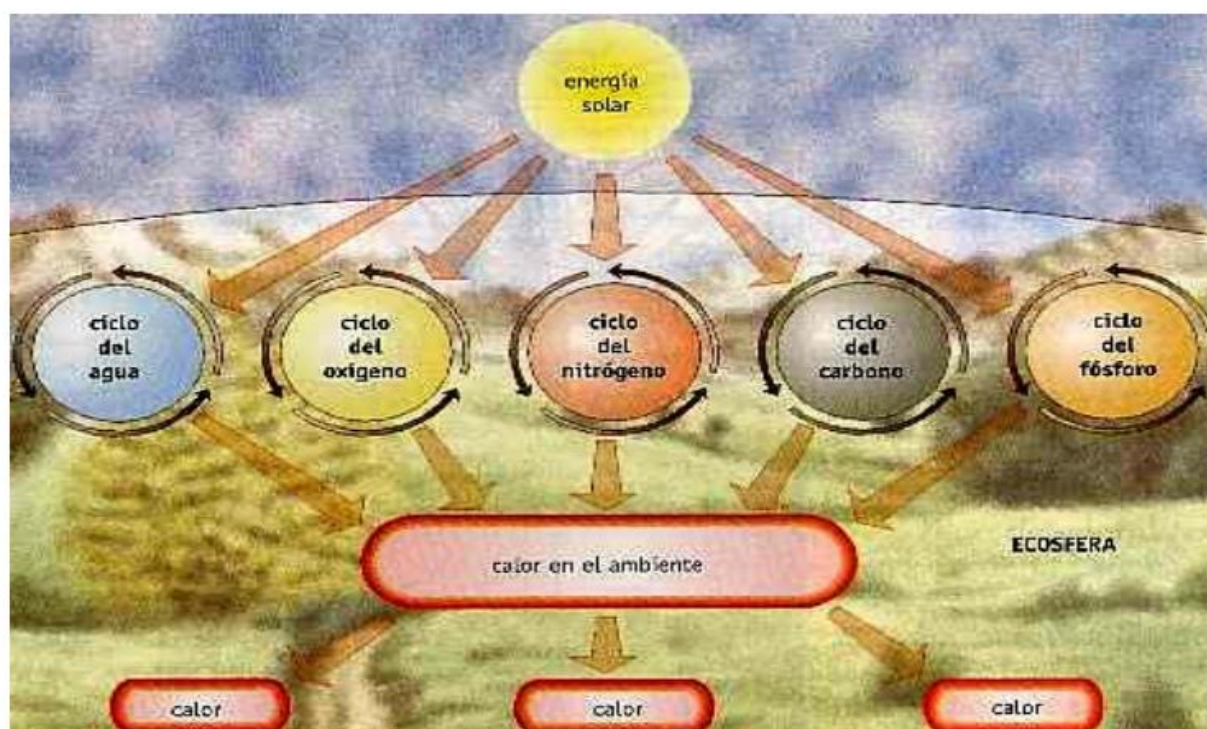 energía
solar
ciclo
del
agua
ciclo
del
oxígeno
ciclo
del
nitrógeno
ciclo
del
carbono
ciclo
del
fósforo
calor en el ambiente
ECOSFERA
calor
calor
calor